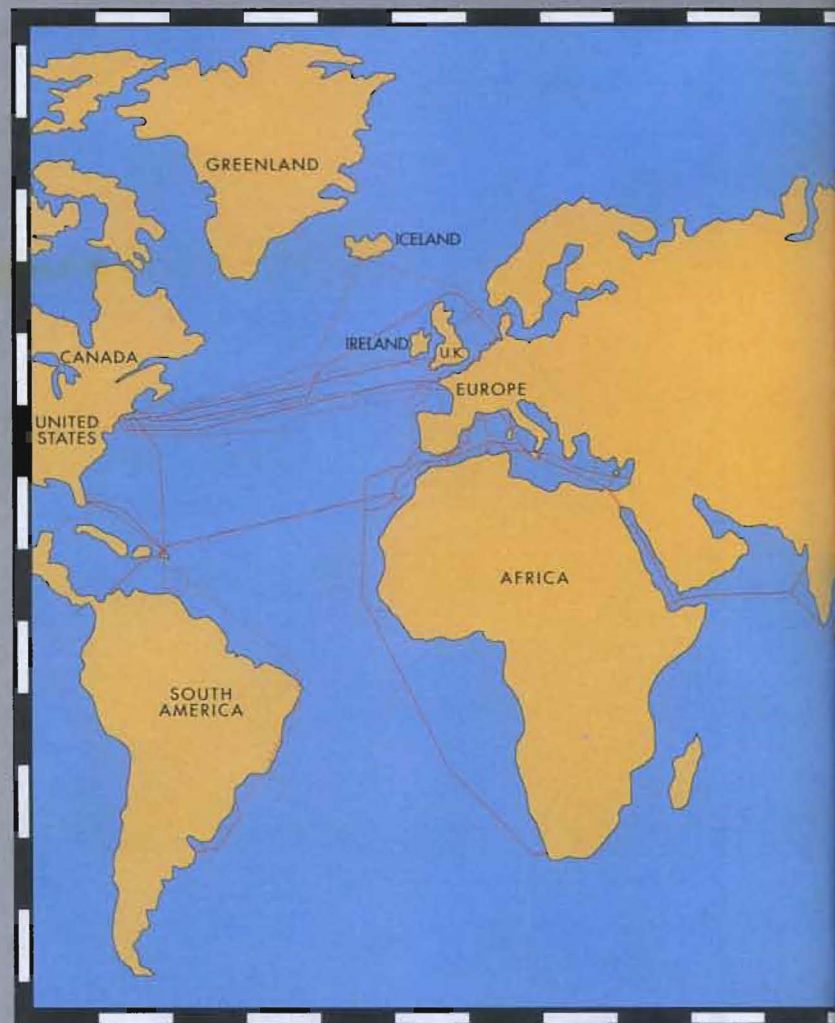 GREENLAND
ICELAND
IRELAND
U.K.
CANADA
EUROPE
UNITED
STATES
AFRICA
SOUTH
AMERICA